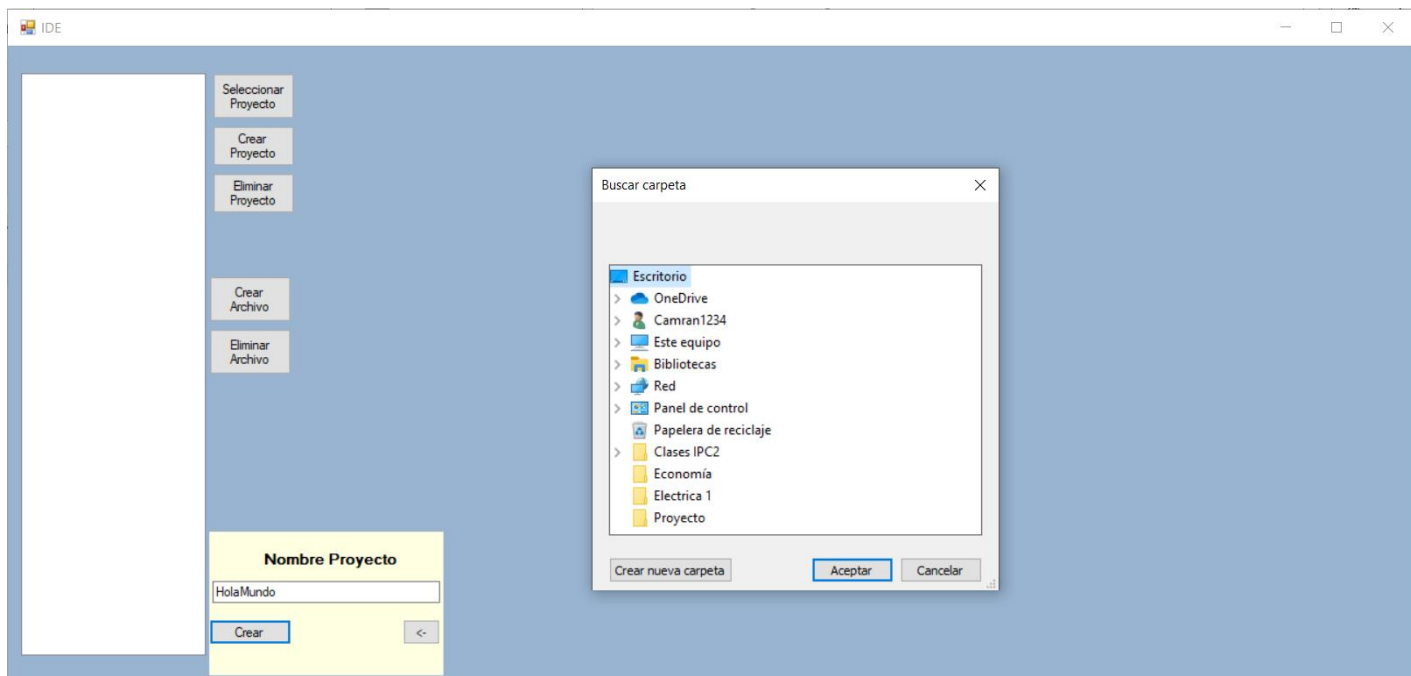 IDE
Seleccionar
Proyecto
Crear
Proyecto
Eliminar
Proyecto
Crear
Archivo
Eliminar
Archivo
Nombre Proyecto
HolaMundo
Crear
<-
Buscar carpeta
Escritorio
OneDrive
Camran1234
Este equipo
Bibliotecas
Red
Panel de control
Papelera de reciclaje
Clases IPC2
Economía
Electrica 1
Proyecto
Crear nueva carpeta
Aceptar
Cancelar